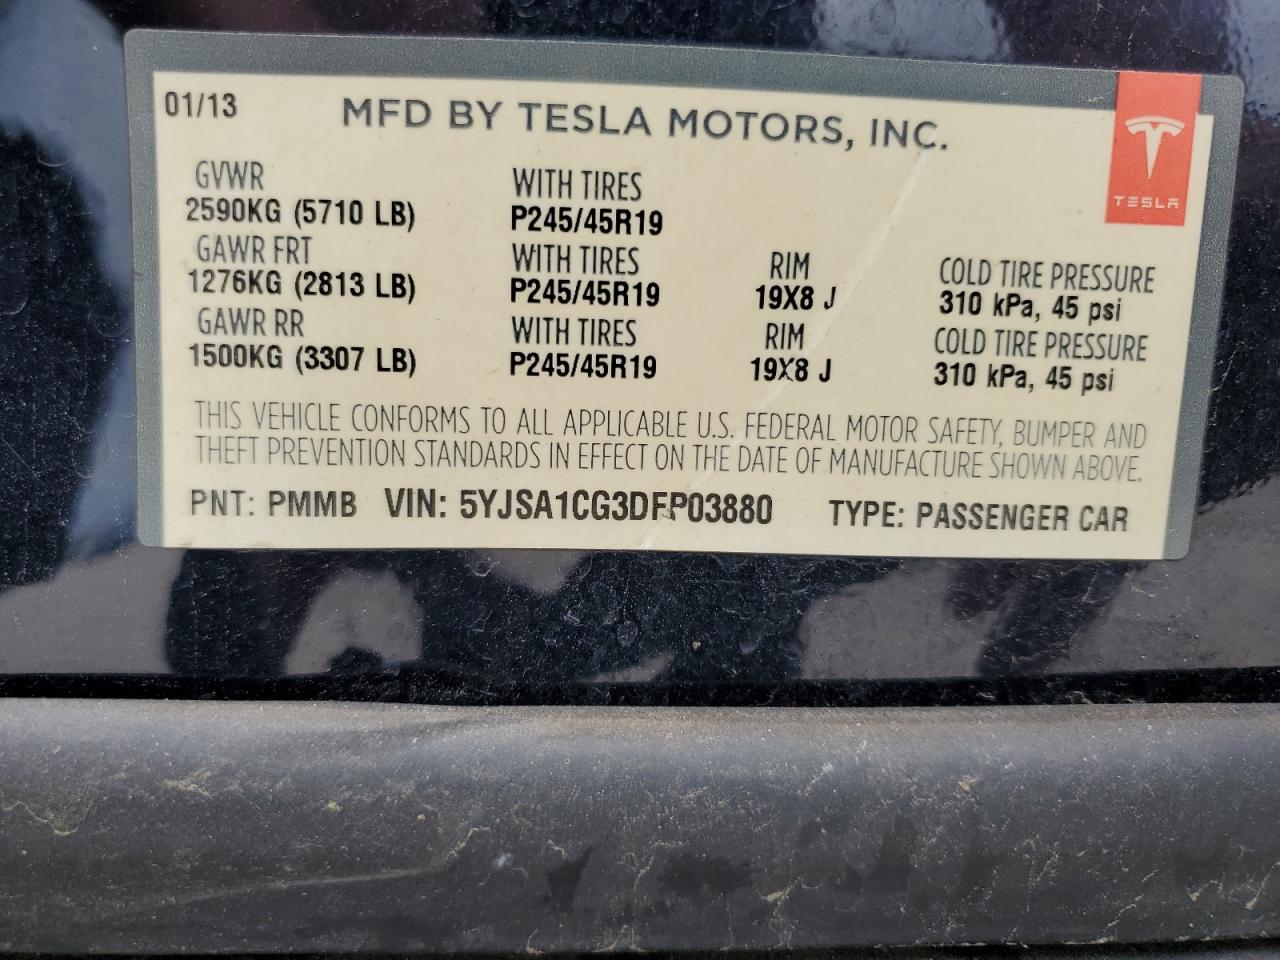 01/13 MFD BY TESLA MOTORS, INC.
TESLA
GVWR WITH TIRES
2590KG (5710 LB) P245/45R19
GAWR FRT WITH TIRES RIM COLD TIRE PRESSURE
1276KG (2813 LB) P245/45R19 19X8 J 310 kPa, 45 psi
GAWR RR WITH TIRES RIM COLD TIRE PRESSURE
1500KG (3307 LB) P245/45R19 19X8 J 310 kPa, 45 psi
THIS VEHICLE CONFORMS TO ALL APPLICABLE U.S. FEDERAL MOTOR SAFETY, BUMPER AND
THEFT PREVENTION STANDARDS IN EFFECT ON THE DATE OF MANUFACTURE SHOWN ABOVE.
PNT: PMMB VIN: 5YJSA1CG3DFP03880 TYPE: PASSENGER CAR